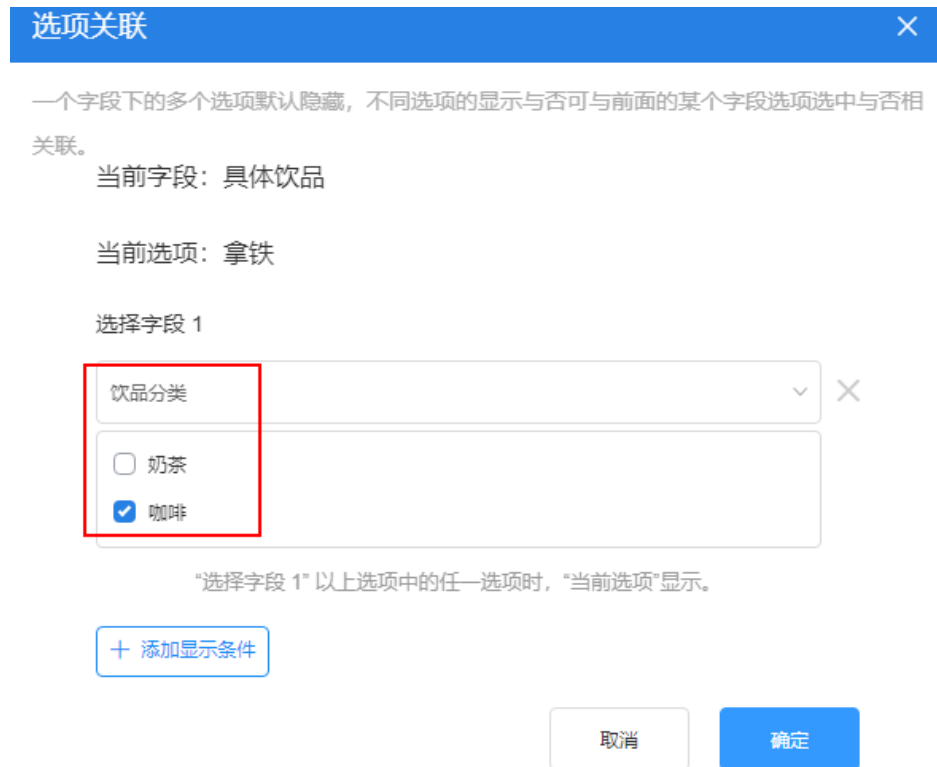 选项关联
一个字段下的多个选项默认隐藏，不同选项的显示与否可与前面的某个字段选项选中与否相
关联。
当前字段：具体饮品
当前选项：拿铁
选择字段 1
饮品分类
奶茶
咖啡
“选择字段 1” 以上选项中的任一选项时，“当前选项”显示。
添加显示条件
取消
确定